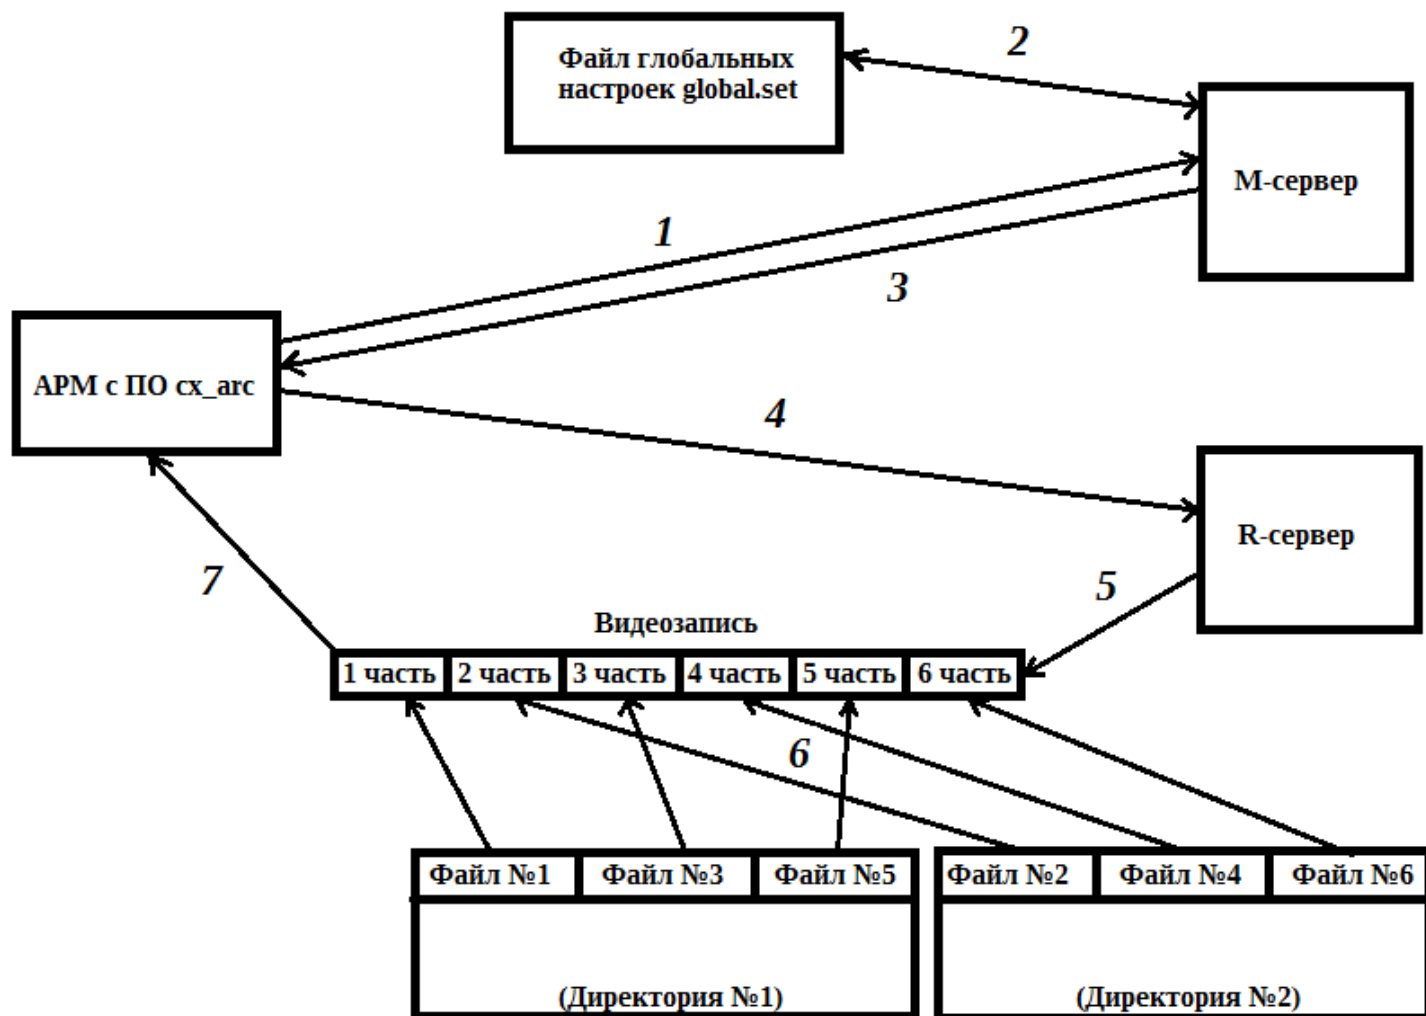 2
Файл глобальных
настроек global.set
М-сервер
1
3
АРМ с ПО cx_arc
4
R-сервер
7
5
Видеозапись
1 часть
2 часть
3 часть
4 часть
5 часть
6 часть
6
Файл №1
Файл №3
Файл №5
Файл №2
Файл №4
Файл №6
(Директория №1)
(Директория №2)